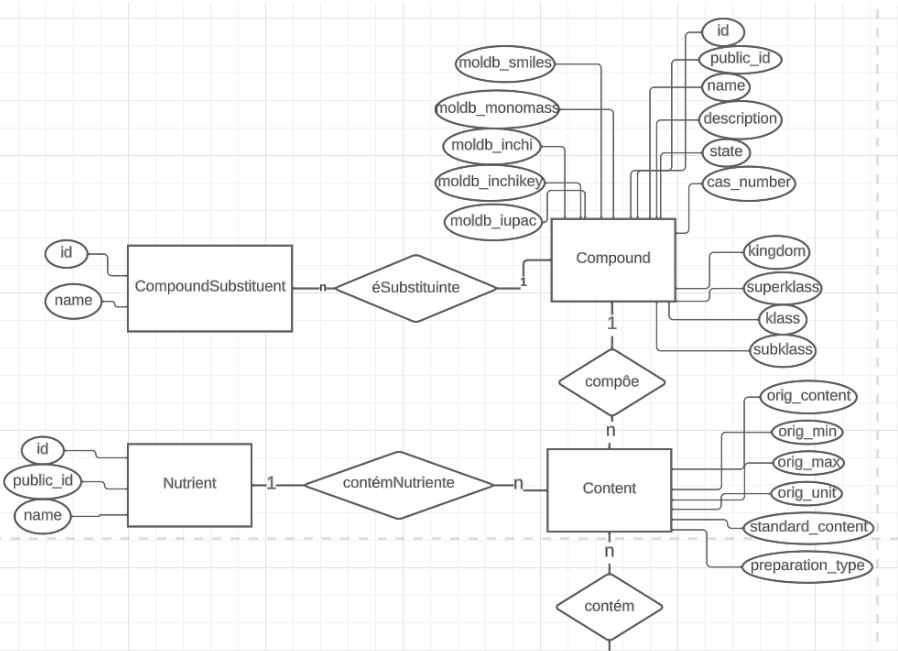 id
moldb_smiles
public_id
name
moldb_monomass
description
moldb_inchi
state
moldb_inchikey
cas_number
moldb_iupac
id
name
CompoundSubstituent
n
éSubstituinte
1
Compound
kingdom
superklass
klass
subklass
1
compôe
n
orig_content
orig_min
orig_max
orig_unit
standard_content
preparation_type
id
public_id
name
Nutrient
1
contémNutriente
n
Content
n
contém